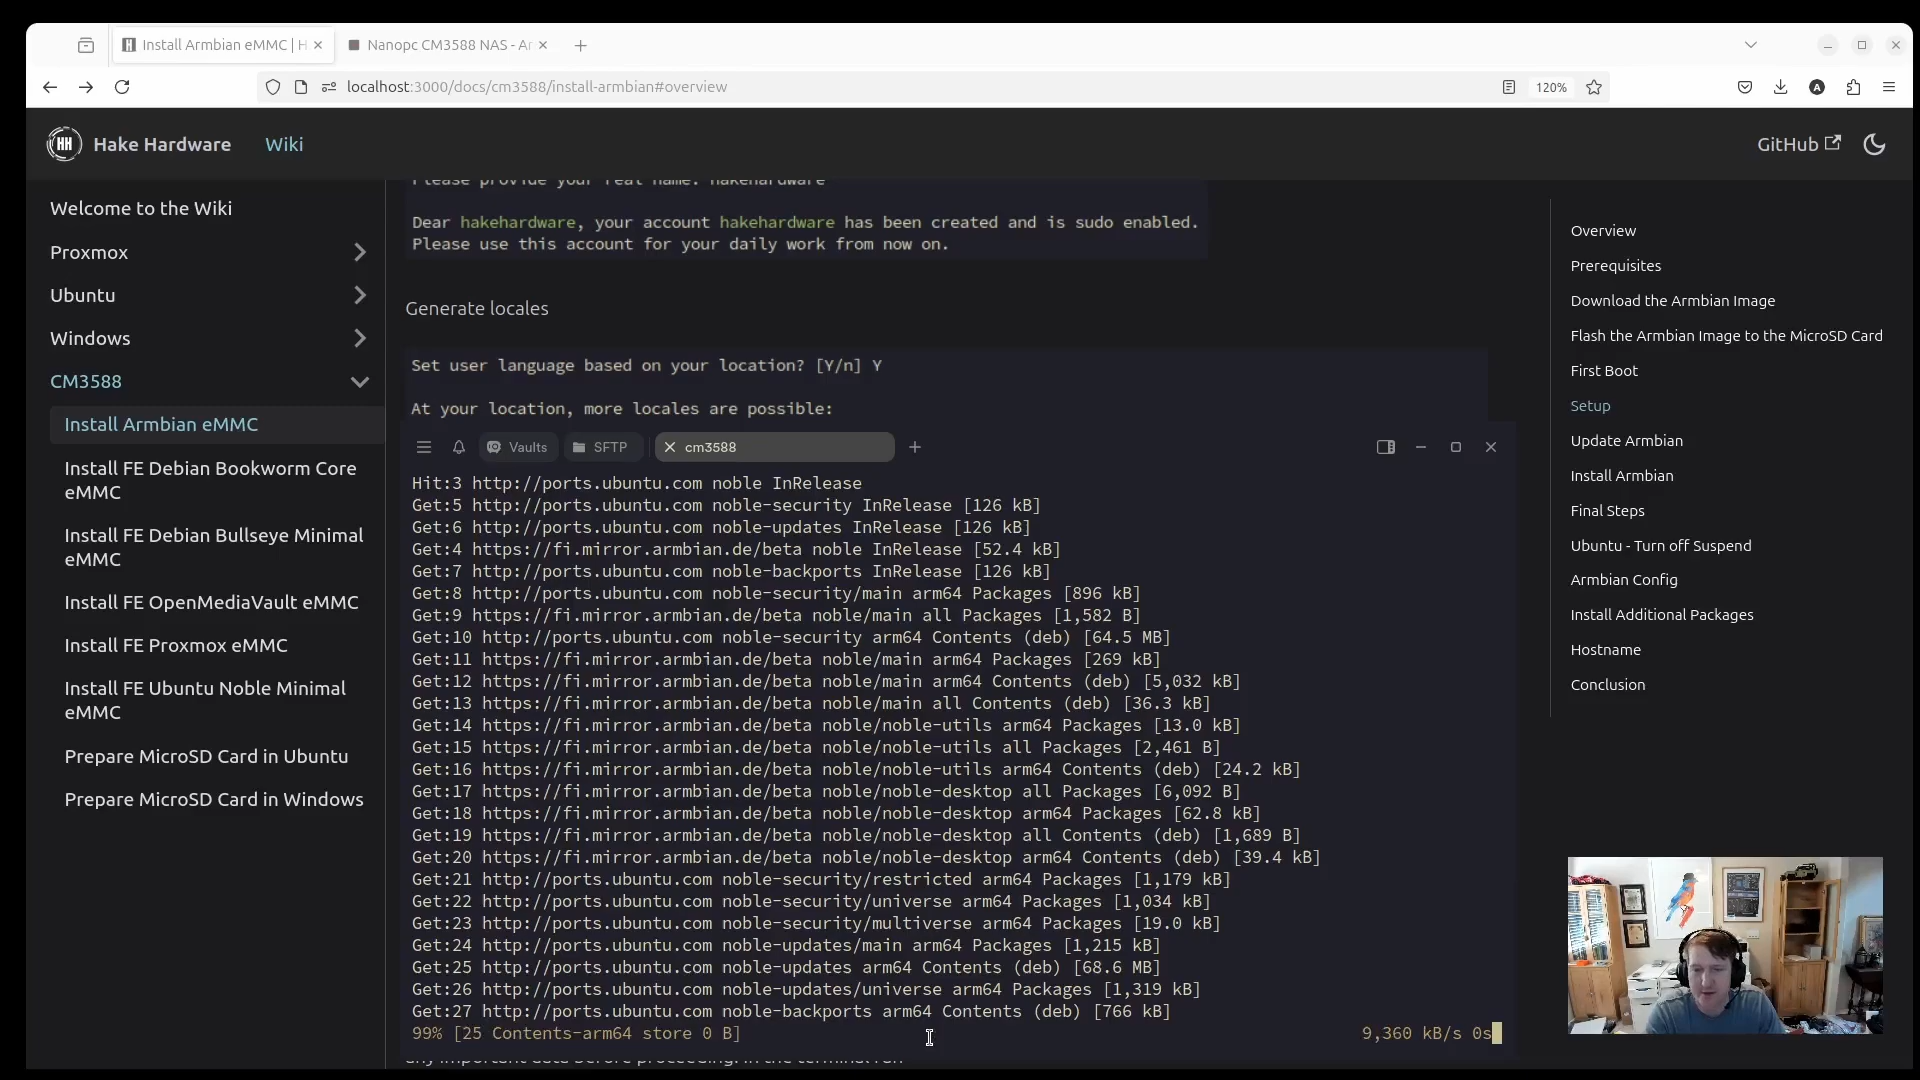 Install Armbian eMMC | H
Nanopc CM3588 NAS - Ar
localhost:3000/docs/cm3588/install-armbian#overview
120%
A
HH
Hake Hardware
Wiki
GitHub
Welcome to the Wiki
Proxmox
Ubuntu
Windows
CM3588
Install Armbian eMMC
Install FE Debian Bookworm Core
eMMC
Install FE Debian Bullseye Minimal
eMMC
Install FE OpenMediaVault eMMC
Install FE Proxmox eMMC
Install FE Ubuntu Noble Minimal
eMMC
Prepare MicroSD Card in Ubuntu
Prepare MicroSD Card in Windows
Please provide your real name: hakehardware
Dear hakehardware, your account hakehardware has been created and is sudo enabled.
Please use this account for your daily work from now on.
Generate locales
Set user language based on your location? [Y/n] Y
At your location, more locales are possible:
Vaults
SFTP
cm3588
Hit:3 http://ports.ubuntu.com noble InRelease
Get:5 http://ports.ubuntu.com noble-security InRelease [126 kB]
Get:6 http://ports.ubuntu.com noble-updates InRelease [126 kB]
Get:4 https://fi.mirror.armbian.de/beta noble InRelease [52.4 kB]
Get:7 http://ports.ubuntu.com noble-backports InRelease [126 kB]
Get:8 http://ports.ubuntu.com noble-security/main arm64 Packages [896 kB]
Get:9 https://fi.mirror.armbian.de/beta noble/main all Packages [1,582 B]
Get:10 http://ports.ubuntu.com noble-security arm64 Contents (deb) [64.5 MB]
Get:11 https://fi.mirror.armbian.de/beta noble/main arm64 Packages [269 kB]
Get:12 https://fi.mirror.armbian.de/beta noble/main arm64 Contents (deb) [5,032 kB]
Get:13 https://fi.mirror.armbian.de/beta noble/main all Contents (deb) [36.3 kB]
Get:14 https://fi.mirror.armbian.de/beta noble/noble-utils arm64 Packages [13.0 kB]
Get:15 https://fi.mirror.armbian.de/beta noble/noble-utils all Packages [2,461 B]
Get:16 https://fi.mirror.armbian.de/beta noble/noble-utils arm64 Contents (deb) [24.2 kB]
Get:17 https://fi.mirror.armbian.de/beta noble/noble-desktop all Packages [6,092 B]
Get:18 https://fi.mirror.armbian.de/beta noble/noble-desktop arm64 Packages [62.8 kB]
Get:19 https://fi.mirror.armbian.de/beta noble/noble-desktop all Contents (deb) [1,689 B]
Get:20 https://fi.mirror.armbian.de/beta noble/noble-desktop arm64 Contents (deb) [39.4 kB]
Get:21 http://ports.ubuntu.com noble-security/restricted arm64 Packages [1,179 kB]
Get:22 http://ports.ubuntu.com noble-security/universe arm64 Packages [1,034 kB]
Get:23 http://ports.ubuntu.com noble-security/multiverse arm64 Packages [19.0 kB]
Get:24 http://ports.ubuntu.com noble-updates/main arm64 Packages [1,215 kB]
Get:25 http://ports.ubuntu.com noble-updates arm64 Contents (deb) [68.6 MB]
Get:26 http://ports.ubuntu.com noble-updates/universe arm64 Packages [1,319 kB]
Get:27 http://ports.ubuntu.com noble-backports arm64 Contents (deb) [766 kB]
99% [25 Contents-arm64 store 0 B] 9,360 kB/s 0s
any important data before proceeding. In the terminal run:
Overview
Prerequisites
Download the Armbian Image
Flash the Armbian Image to the MicroSD Card
First Boot
Setup
Update Armbian
Install Armbian
Final Steps
Ubuntu - Turn off Suspend
Armbian Config
Install Additional Packages
Hostname
Conclusion